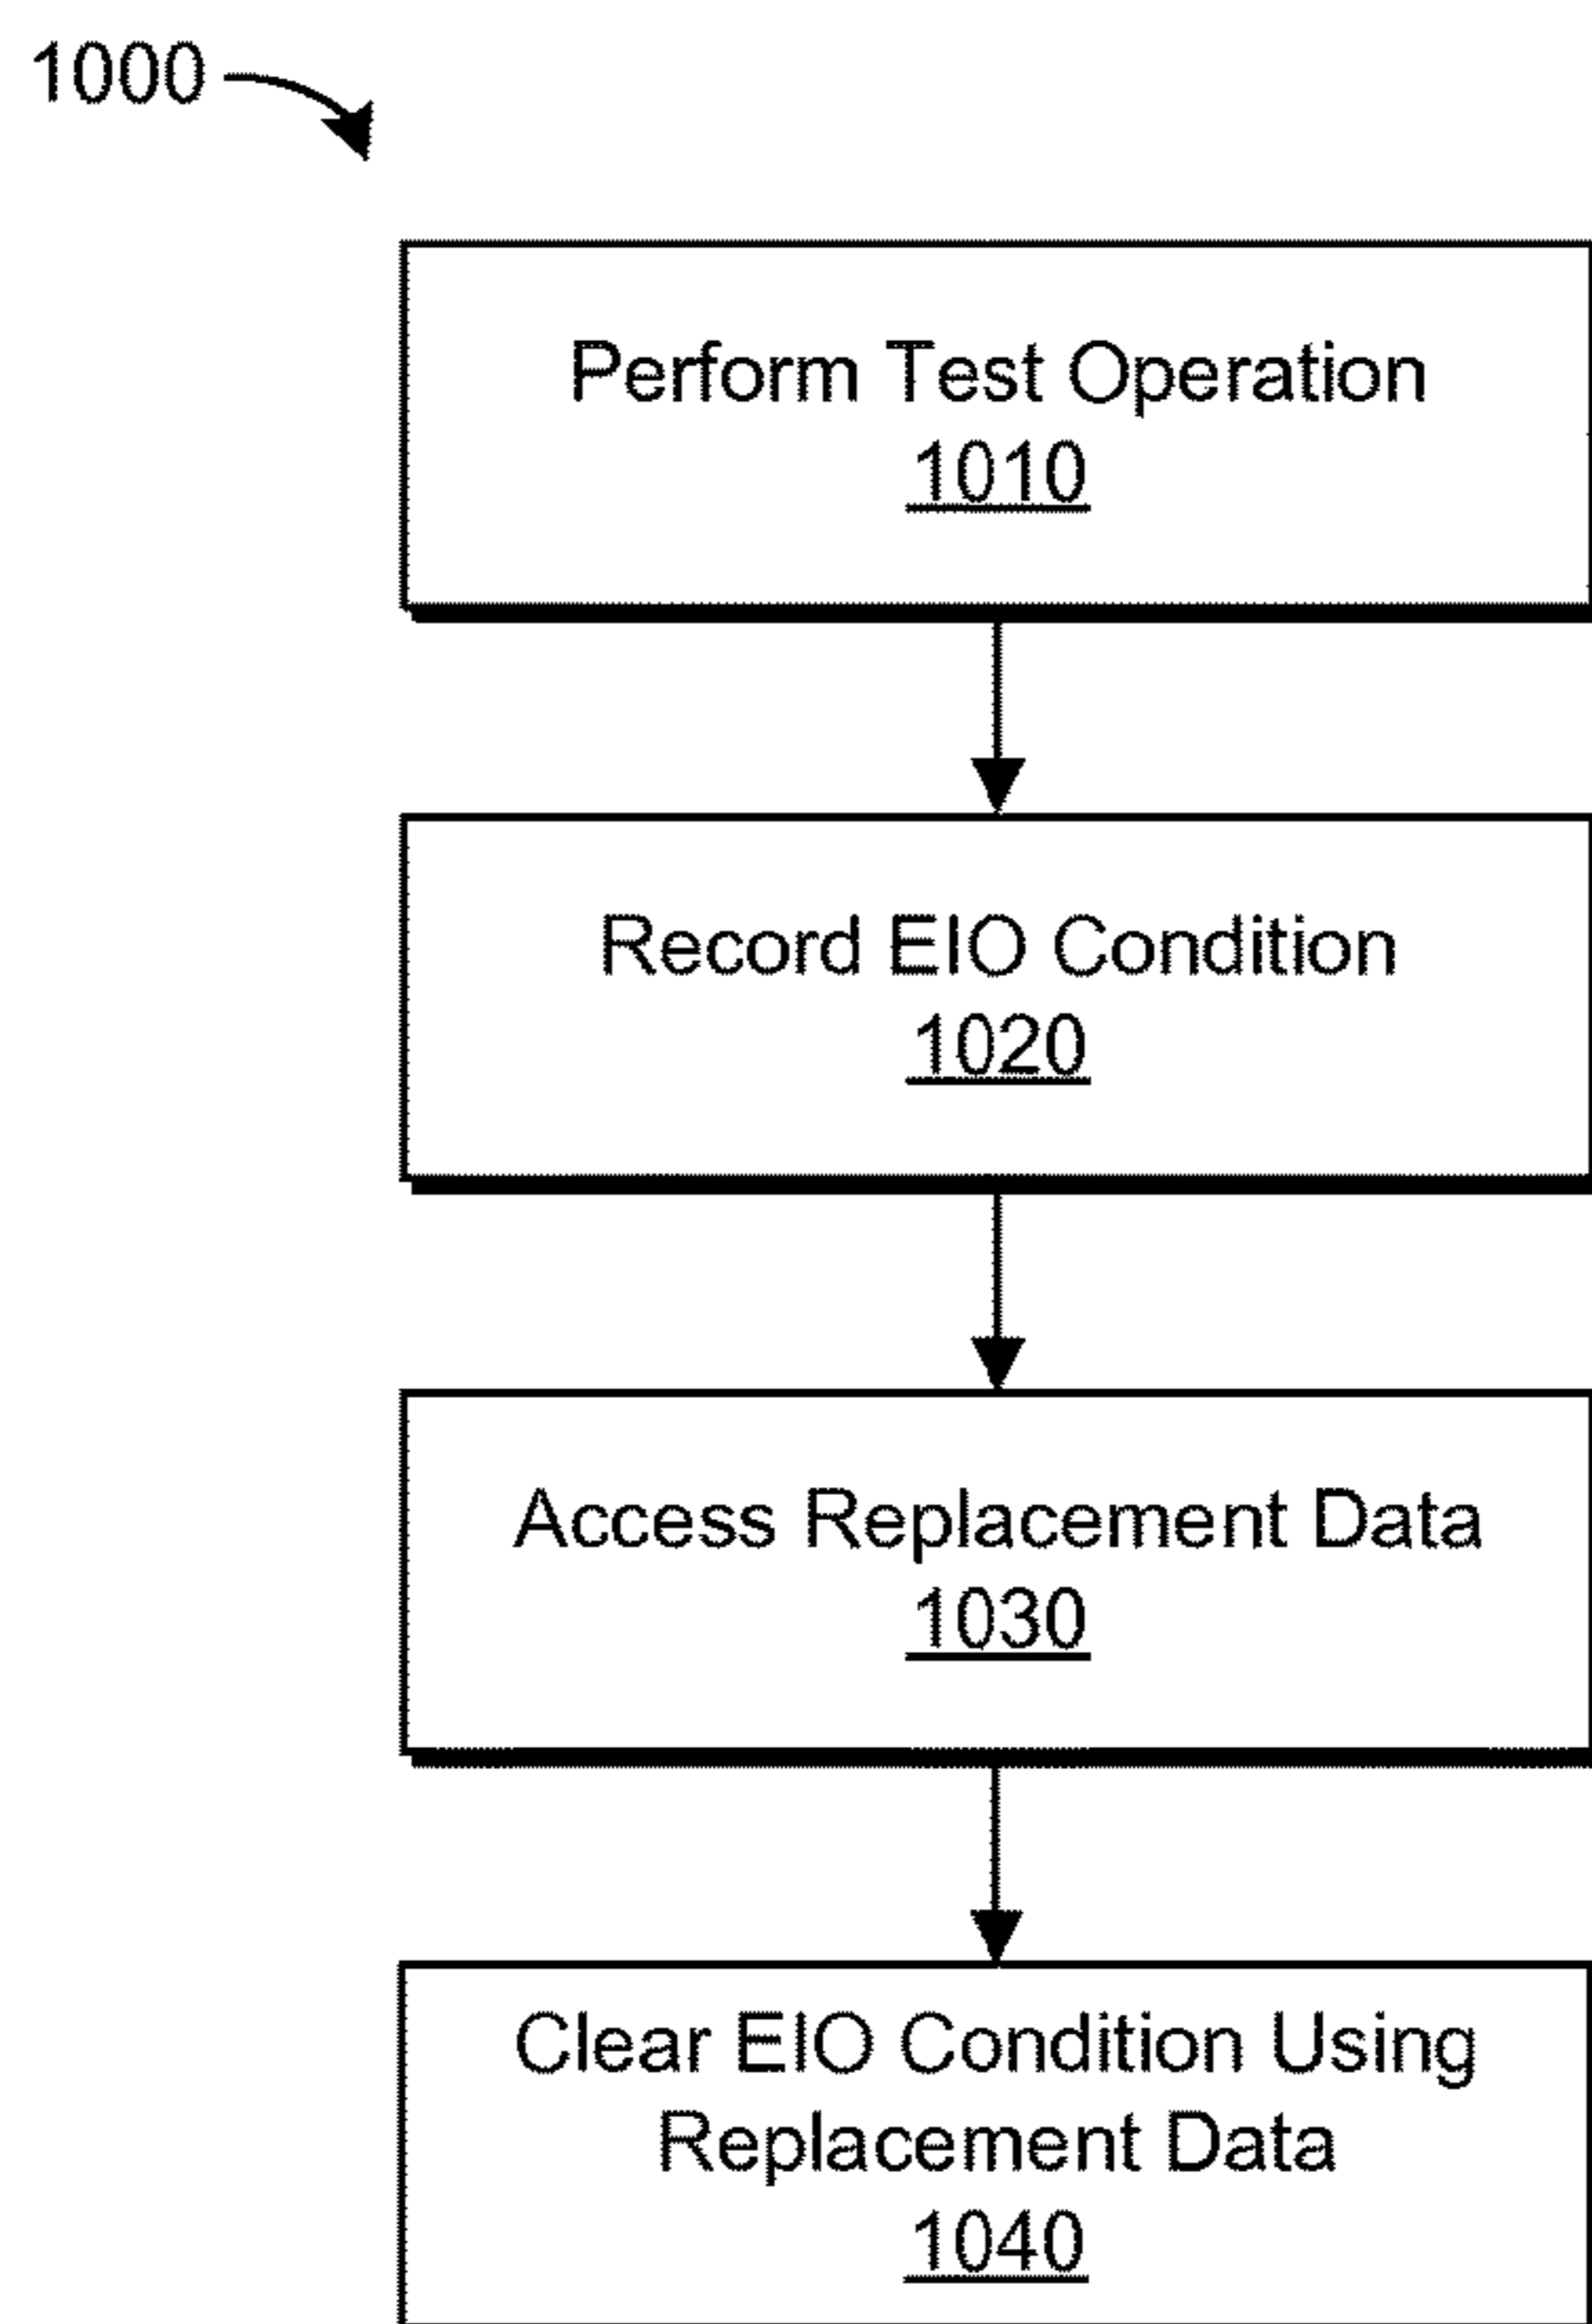 1000
Perform Test Operation
1010
Record EIO Condition
1020
Access Replacement Data
1030
Clear EIO Condition Using
Replacement Data
1040